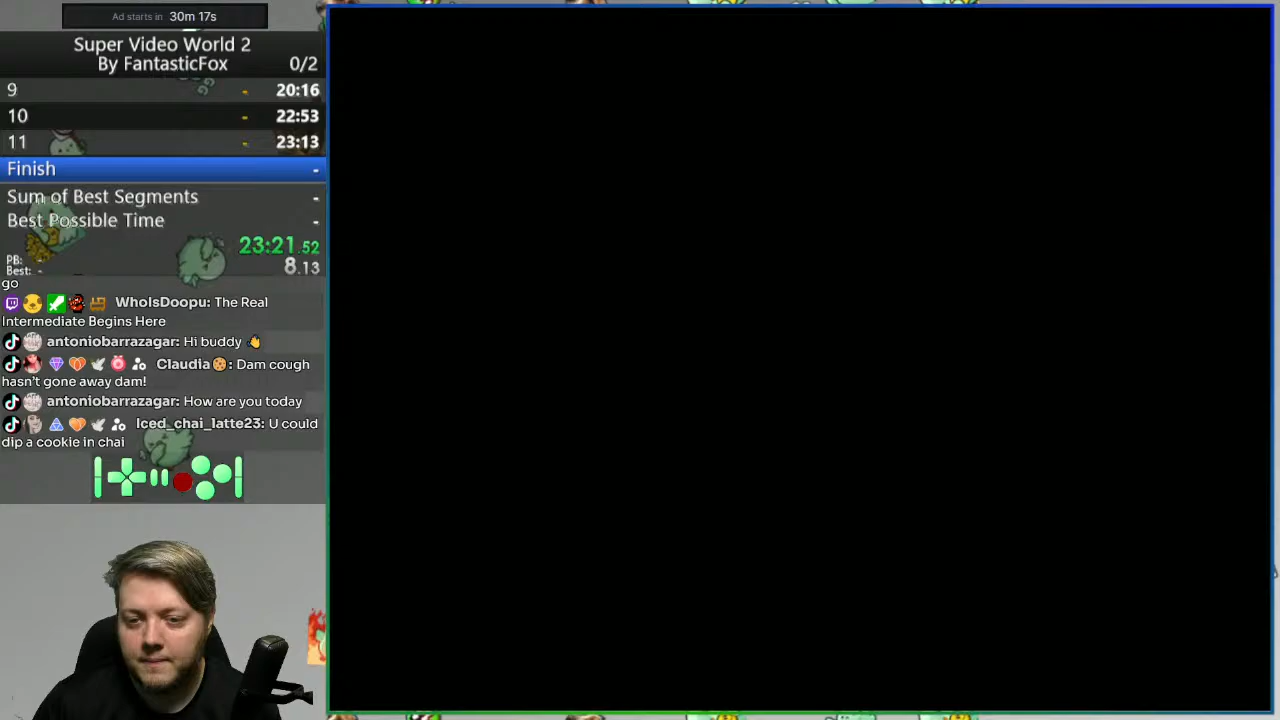 Ad starts in 30m 17s
Super Video World 2
By FantasticFox 0/2
9 - 20:16
10 - 22:53
11 - 23:13
Finish -
Sum of Best Segments -
Best Possible Time -
23:21.52
PB:
Best: - 8.13
go
WhoIsDoopu: The Real
Intermediate Begins Here
antoniobarrazagar: Hi buddy
Claudia: Dam cough
hasn't gone away dam!
antoniobarrazagar: How are you today
Iced_chai_latte23: U could
dip a cookie in chai